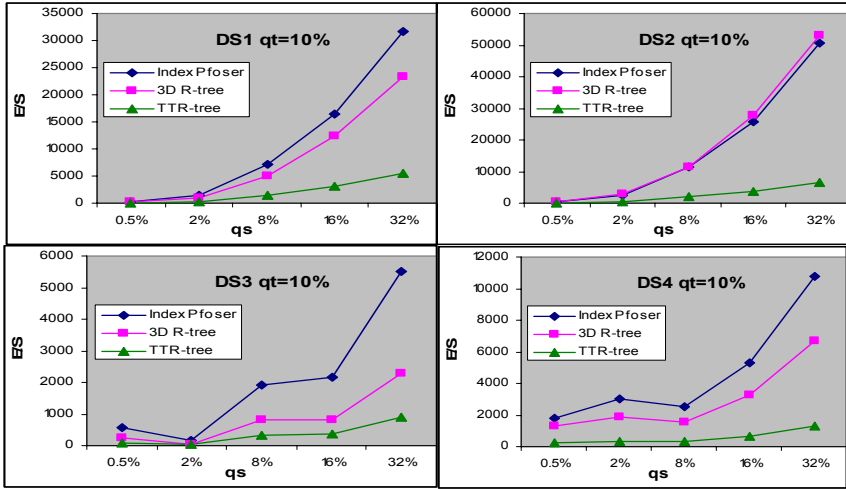 DS1 qt=10%
E/S
35000
30000
25000
20000
15000
10000
5000
0
Index Pfoser
3D R-tree
TTR-tree
0.5% 2% 8% 16% 32%
qs
DS2 qt=10%
E/S
60000
50000
40000
30000
20000
10000
0
Index Pfoser
3D R-tree
TTR-tree
0.5% 2% 8% 16% 32%
qs
DS3 qt=10%
E/S
6000
5000
4000
3000
2000
1000
0
Index Pfoser
3D R-tree
TTR-tree
0.5% 2% 8% 16% 32%
qs
DS4 qt=10%
E/S
12000
10000
8000
6000
4000
2000
0
Index Pfoser
3D R-tree
TTR-tree
0.5% 2% 8% 16% 32%
qs